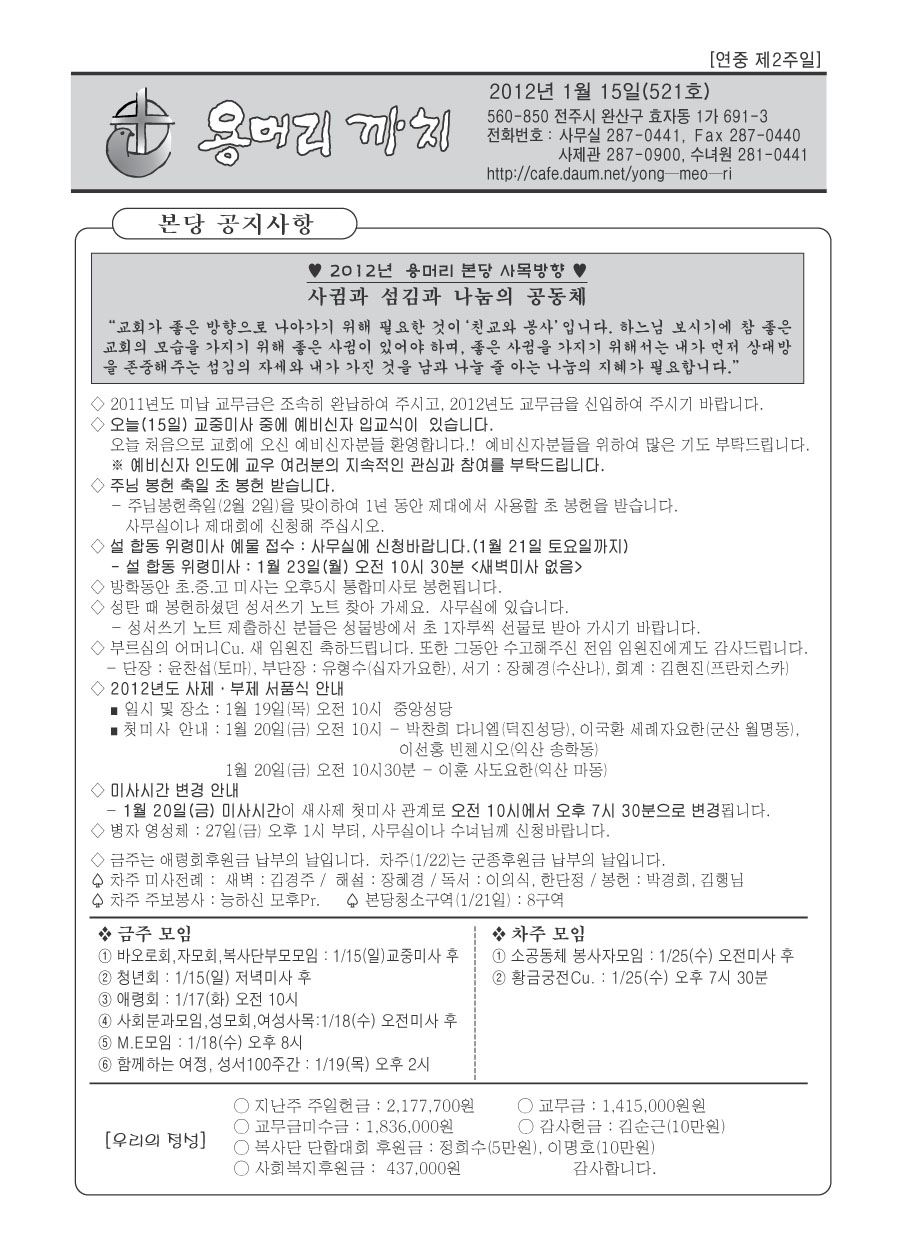 [연중 제2주일]
용머리 까치
2012년 1월 15일(521호)
560-850 전주시 완산구 효자동 1가 691-3
전화번호 : 사무실 287-0441, Fax 287-0440
사제관 287-0900, 수녀원 281-0441
http://cafe.daum.net/yong—meo—ri
본당 공지사항
♥ 2012년 용머리 본당 사목방향 ♥
사귐과 섬김과 나눔의 공동체
“교회가 좋은 방향으로 나아가기 위해 필요한 것이 ‘친교와 봉사’입니다. 하느님 보시기에 참 좋은
교회의 모습을 가지기 위해 좋은 사귐이 있어야 하며, 좋은 사귐을 가지기 위해서는 내가 먼저 상대방
을 존중해주는 섬김의 자세와 내가 가진 것을 남과 나눌 줄 아는 나눔의 지혜가 필요합니다.”
◇ 2011년도 미납 교무금은 조속히 완납하여 주시고, 2012년도 교무금을 신입하여 주시기 바랍니다.
◇ 오늘(15일) 교중미사 중에 예비신자 입교식이 있습니다.
오늘 처음으로 교회에 오신 예비신자분들 환영합니다.! 예비신자분들을 위하여 많은 기도 부탁드립니다.
※ 예비신자 인도에 교우 여러분의 지속적인 관심과 참여를 부탁드립니다.
◇ 주님 봉헌 축일 초 봉헌 받습니다.
- 주님봉헌축일(2월 2일)을 맞이하여 1년 동안 제대에서 사용할 초 봉헌을 받습니다.
사무실이나 제대회에 신청해 주십시오.
◇ 설 합동 위령미사 예물 접수 : 사무실에 신청바랍니다.(1월 21일 토요일까지)
- 설 합동 위령미사 : 1월 23일(월) 오전 10시 30분 <새벽미사 없음>
◇ 방학동안 초.중.고 미사는 오후5시 통합미사로 봉헌됩니다.
◇ 성탄 때 봉헌하셨던 성서쓰기 노트 찾아 가세요. 사무실에 있습니다.
- 성서쓰기 노트 제출하신 분들은 성물방에서 초 1자루씩 선물로 받아 가시기 바랍니다.
◇ 부르심의 어머니Cu. 새 임원진 축하드립니다. 또한 그동안 수고해주신 전임 임원진에게도 감사드립니다.
- 단장 : 윤찬섭(토마), 부단장 : 유형수(십자가요한), 서기 : 장혜경(수산나), 회계 : 김현진(프란치스카)
◇ 2012년도 사제 · 부제 서품식 안내
■ 일시 및 장소 : 1월 19일(목) 오전 10시 중앙성당
■ 첫미사 안내 : 1월 20일(금) 오전 10시 - 박찬희 다니엘(덕진성당), 이국환 세례자요한(군산 월명동),
이선홍 빈첸시오(익산 송학동)
1월 20일(금) 오전 10시30분 - 이훈 사도요한(익산 마동)
◇ 미사시간 변경 안내
- 1월 20일(금) 미사시간이 새사제 첫미사 관계로 오전 10시에서 오후 7시 30분으로 변경됩니다.
◇ 병자 영성체 : 27일(금) 오후 1시 부터, 사무실이나 수녀님께 신청바랍니다.
◇ 금주는 애령회후원금 납부의 날입니다. 차주(1/22)는 군종후원금 납부의 날입니다.
♤ 차주 미사전례 : 새벽 : 김경주 / 해설 : 장혜경 / 독서 : 이의식, 한단정 / 봉헌 : 박경희, 김행님
♤ 차주 주보봉사 : 능하신 모후Pr. ♤ 본당청소구역(1/21일) : 8구역
❖ 금주 모임
① 바오로회,자모회,복사단부모모임 : 1/15(일)교중미사 후
② 청년회 : 1/15(일) 저녁미사 후
③ 애령회 : 1/17(화) 오전 10시
④ 사회분과모임,성모회,여성사목:1/18(수) 오전미사 후
⑤ M.E모임 : 1/18(수) 오후 8시
⑥ 함께하는 여정, 성서100주간 : 1/19(목) 오후 2시
❖ 차주 모임
① 소공동체 봉사자모임 : 1/25(수) 오전미사 후
② 황금궁전Cu. : 1/25(수) 오후 7시 30분
[우리의 정성]
○ 지난주 주일헌금 : 2,177,700원 ○ 교무금 : 1,415,000원원
○ 교무금미수금 : 1,836,000원 ○ 감사헌금 : 김순근(10만원)
○ 복사단 단합대회 후원금 : 정희수(5만원), 이명호(10만원)
○ 사회복지후원금 : 437,000원 감사합니다.